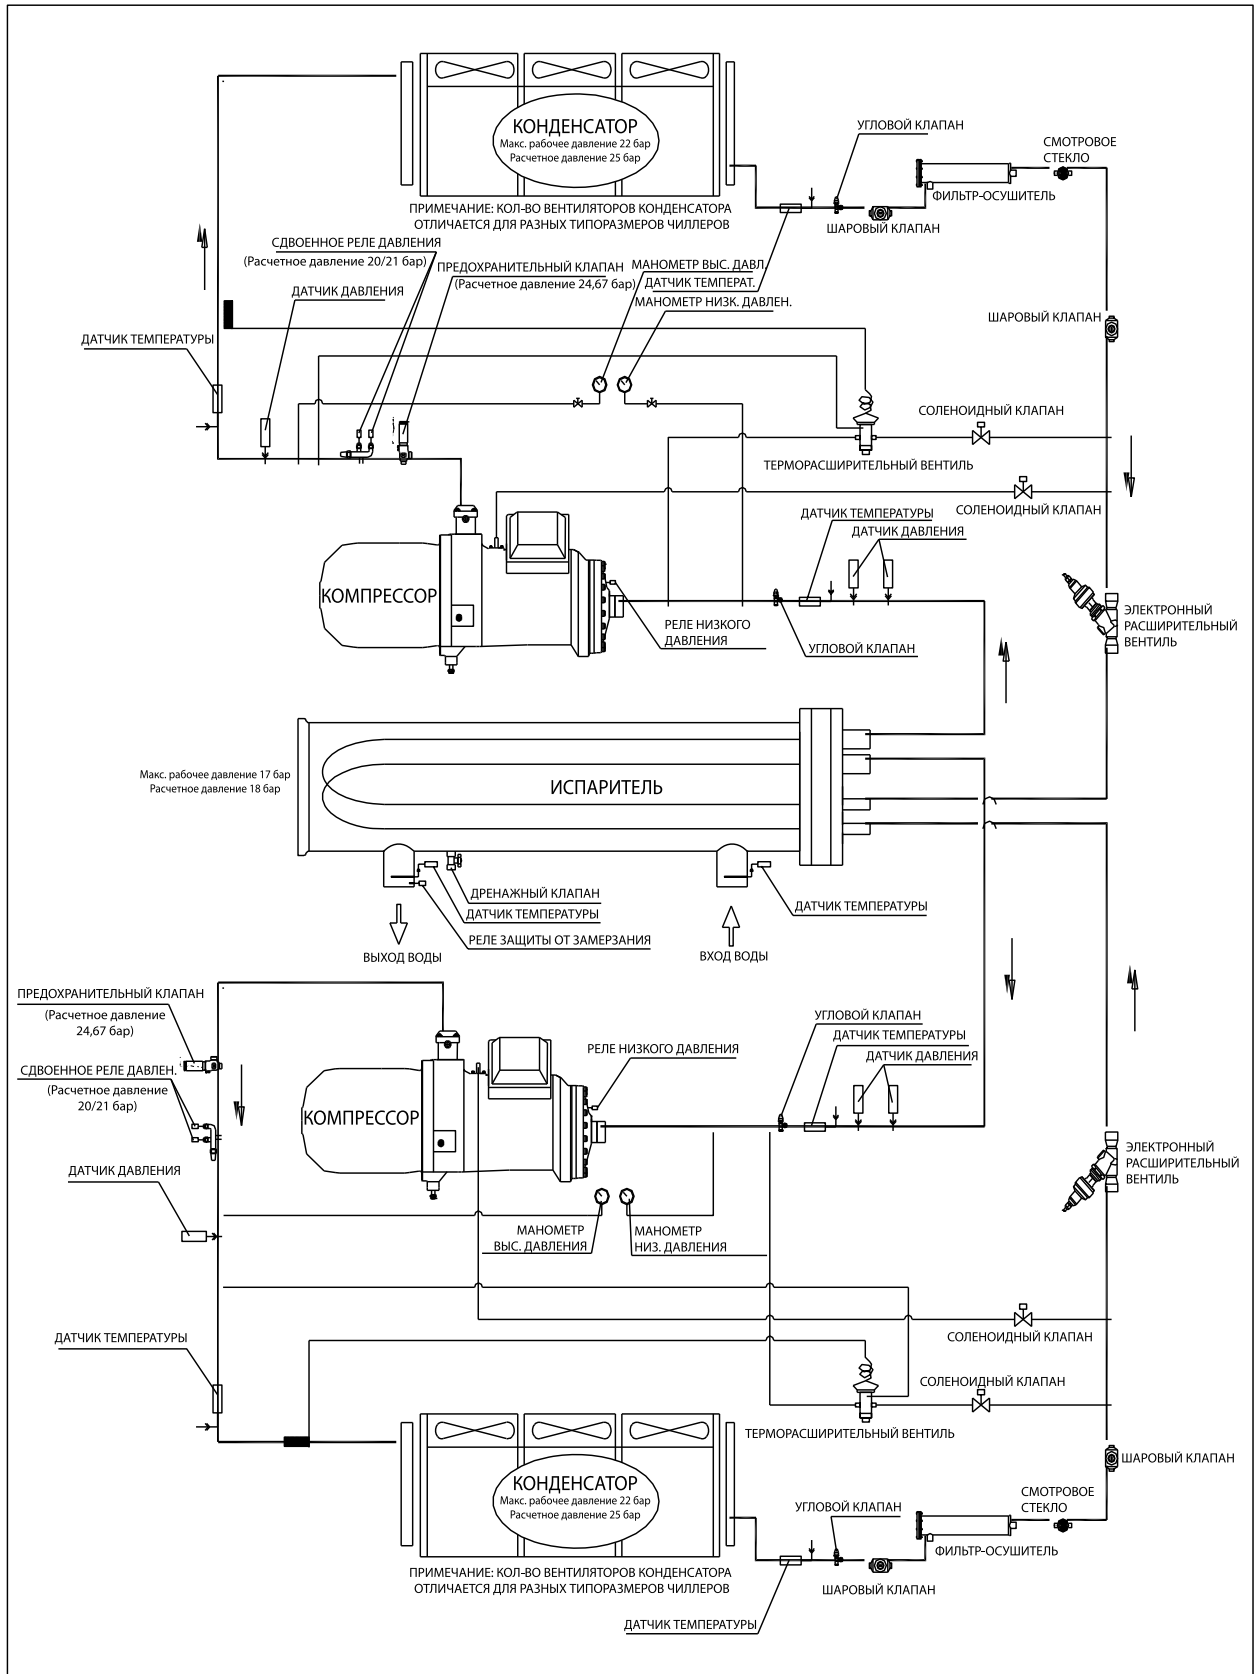 КОНДЕНСАТОР
Макс. рабочее давление 22 бар
Расчетное давление 25 бар
УГЛОВОЙ КЛАПАН
СМОТРОВОЕ
СТЕКЛО
ФИЛЬТР-ОСУШИТЕЛЬ
ШАРОВЫЙ КЛАПАН
ПРИМЕЧАНИЕ: КОЛ-ВО ВЕНТИЛЯТОРОВ КОНДЕНСАТОРА
ОТЛИЧАЕТСЯ ДЛЯ РАЗНЫХ ТИПОРАЗМЕРОВ ЧИЛЛЕРОВ
СДВОЕННОЕ РЕЛЕ ДАВЛЕНИЯ
(Расчетное давление 20/21 бар)
ПРЕДОХРАНИТЕЛЬНЫЙ КЛАПАН
(Расчетное давление 24,67 бар)
МАНОМЕТР ВЫС. ДАВЛ.
ДАТЧИК ТЕМПЕРАТ.
МАНОМЕТР НИЗК. ДАВЛЕН.
ДАТЧИК ДАВЛЕНИЯ
ШАРОВЫЙ КЛАПАН
ДАТЧИК ТЕМПЕРАТУРЫ
СОЛЕНОИДНЫЙ КЛАПАН
ТЕРМОРАСШИРИТЕЛЬНЫЙ ВЕНТИЛЬ
СОЛЕНОИДНЫЙ КЛАПАН
ДАТЧИК ТЕМПЕРАТУРЫ
ДАТЧИК ДАВЛЕНИЯ
КОМПРЕССОР
РЕЛЕ НИЗКОГО
ДАВЛЕНИЯ
УГЛОВОЙ КЛАПАН
ЭЛЕКТРОННЫЙ
РАСШИРИТЕЛЬНЫЙ
ВЕНТИЛЬ
Макс. рабочее давление 17 бар
Расчетное давление 18 бар
ИСПАРИТЕЛЬ
ДРЕНАЖНЫЙ КЛАПАН
ДАТЧИК ТЕМПЕРАТУРЫ
РЕЛЕ ЗАЩИТЫ ОТ ЗАМЕРЗАНИЯ
ДАТЧИК ТЕМПЕРАТУРЫ
ВЫХОД ВОДЫ
ВХОД ВОДЫ
ПРЕДОХРАНИТЕЛЬНЫЙ КЛАПАН
(Расчетное давление
24,67 бар)
СДВОЕННОЕ РЕЛЕ ДАВЛЕН.
(Расчетное давление
20/21 бар)
УГЛОВОЙ КЛАПАН
ДАТЧИК ТЕМПЕРАТУРЫ
ДАТЧИК ДАВЛЕНИЯ
РЕЛЕ НИЗКОГО ДАВЛЕНИЯ
КОМПРЕССОР
ДАТЧИК ДАВЛЕНИЯ
ЭЛЕКТРОННЫЙ
РАСШИРИТЕЛЬНЫЙ
ВЕНТИЛЬ
МАНОМЕТР
ВЫС. ДАВЛЕНИЯ
МАНОМЕТР
НИЗ. ДАВЛЕНИЯ
ДАТЧИК ТЕМПЕРАТУРЫ
СОЛЕНОИДНЫЙ КЛАПАН
СОЛЕНОИДНЫЙ КЛАПАН
ТЕРМОРАСШИРИТЕЛЬНЫЙ ВЕНТИЛЬ
ШАРОВЫЙ КЛАПАН
КОНДЕНСАТОР
Макс. рабочее давление 22 бар
Расчетное давление 25 бар
УГЛОВОЙ КЛАПАН
СМОТРОВОЕ
СТЕКЛО
ФИЛЬТР-ОСУШИТЕЛЬ
ШАРОВЫЙ КЛАПАН
ПРИМЕЧАНИЕ: КОЛ-ВО ВЕНТИЛЯТОРОВ КОНДЕНСАТОРА
ОТЛИЧАЕТСЯ ДЛЯ РАЗНЫХ ТИПОРАЗМЕРОВ ЧИЛЛЕРОВ
ДАТЧИК ТЕМПЕРАТУРЫ